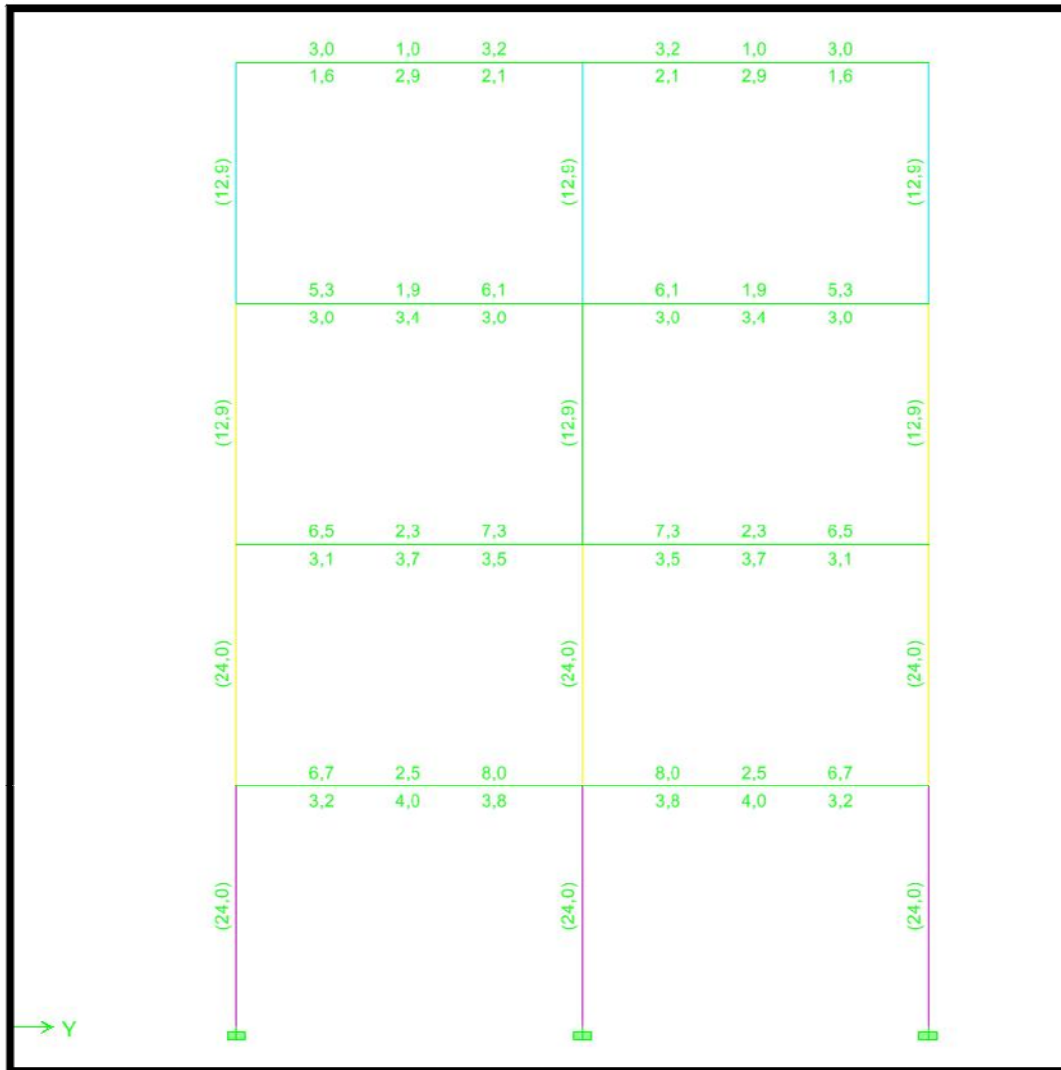 3,0 1,0 3,2 3,2 1,0 3,0
1,6 2,9 2,1 2,1 2,9 1,6
(12,9) (12,9) (12,9)
5,3 1,9 6,1 6,1 1,9 5,3
3,0 3,4 3,0 3,0 3,4 3,0
(12,9) (12,9) (12,9)
6,5 2,3 7,3 7,3 2,3 6,5
3,1 3,7 3,5 3,5 3,7 3,1
(24,0) (24,0) (24,0)
6,7 2,5 8,0 8,0 2,5 6,7
3,2 4,0 3,8 3,8 4,0 3,2
(24,0) (24,0) (24,0)
Y